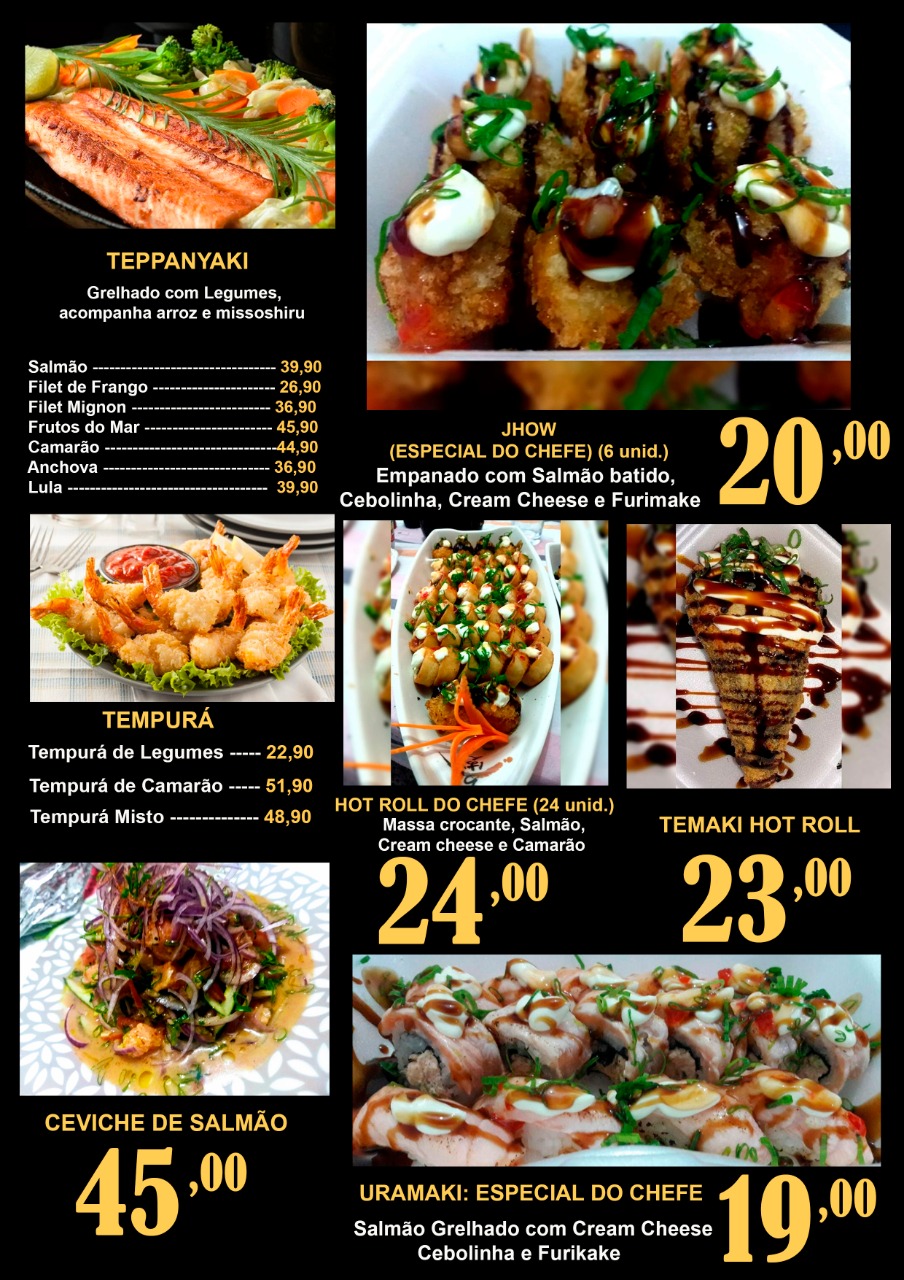 TEPPANYAKI
Grelhado com Legumes,
acompanha arroz e missoshiru
Salmão ---------------------------------- 39,90
Filet de Frango ----------------------- 26,90
Filet Mignon -------------------------- 36,90
Frutos do Mar ------------------------ 45,90
Camarão --------------------------------44,90
Anchova ------------------------------- 36,90
Lula -------------------------------------- 39,90
JHOW
(ESPECIAL DO CHEFE) (6 unid.)
Empanado com Salmão batido,
Cebolinha, Cream Cheese e Furimake
20,00
TEMPURÁ
Tempurá de Legumes ----- 22,90
Tempurá de Camarão ----- 51,90
Tempurá Misto -------------- 48,90
HOT ROLL DO CHEFE (24 unid.)
Massa crocante, Salmão,
Cream cheese e Camarão
24,00
TEMAKI HOT ROLL
23,00
CEVICHE DE SALMÃO
45,00
URAMAKI: ESPECIAL DO CHEFE
Salmão Grelhado com Cream Cheese
Cebolinha e Furikake
19,00